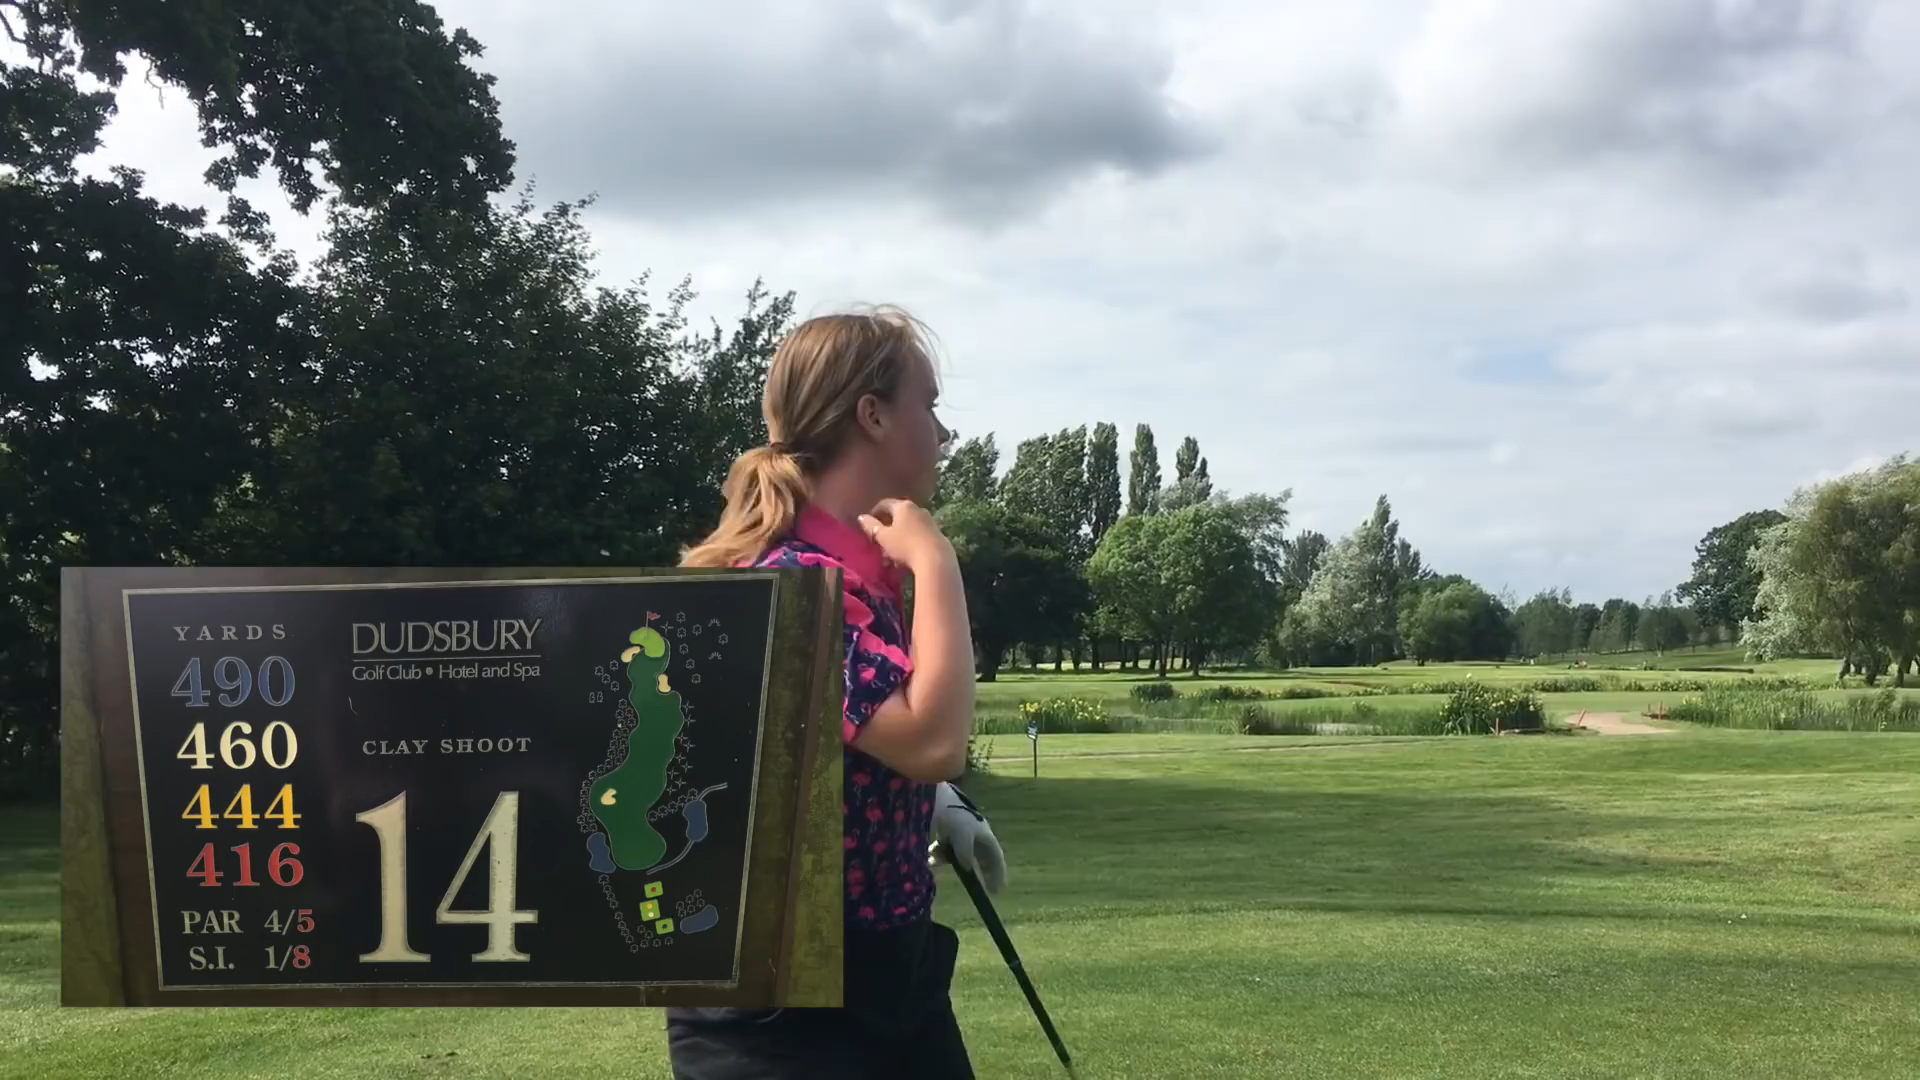 YARDS
490
460
444
416
PAR 4/5
S.I. 1/8
DUDSBURY
Golf Club • Hotel and Spa
CLAY SHOOT
14